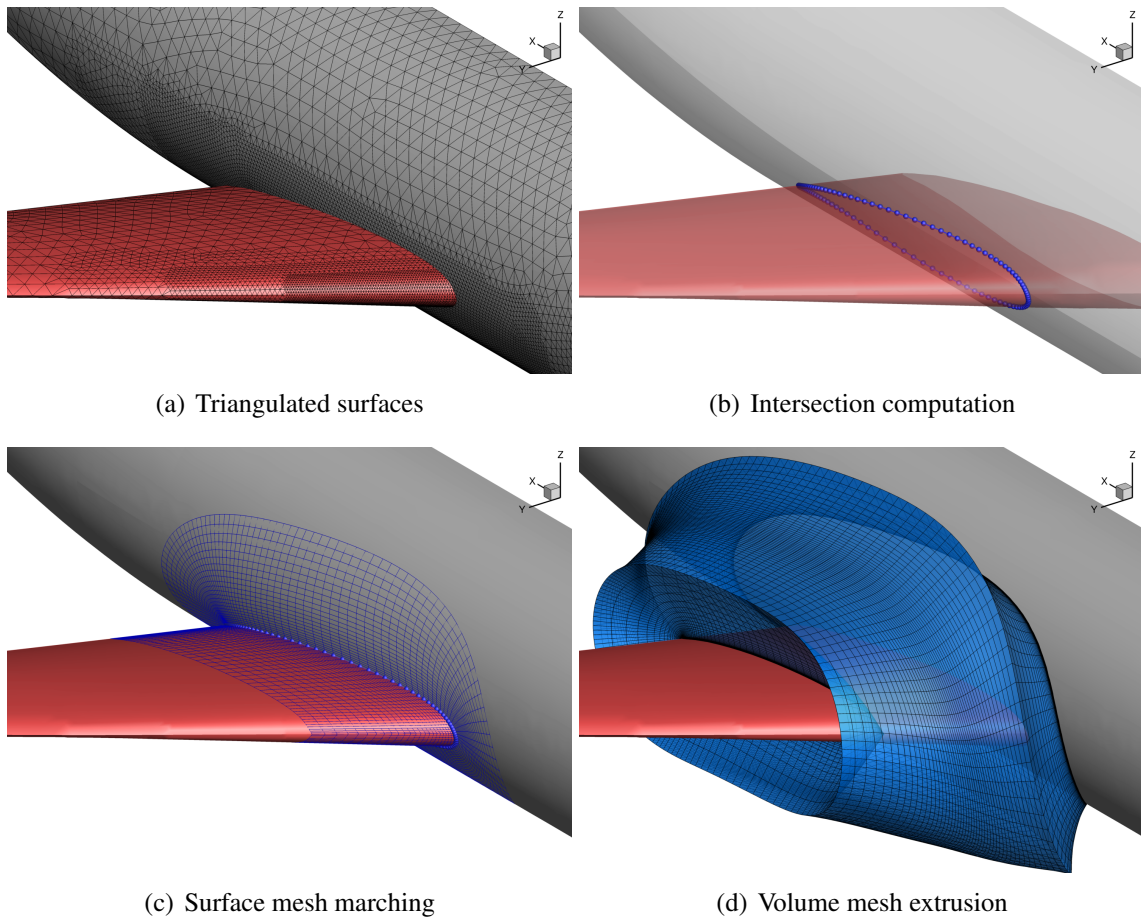 Z
X
Y
Z
X
Y
(a) Triangulated surfaces
(b) Intersection computation
Z
X
Y
Z
X
Y
(c) Surface mesh marching
(d) Volume mesh extrusion